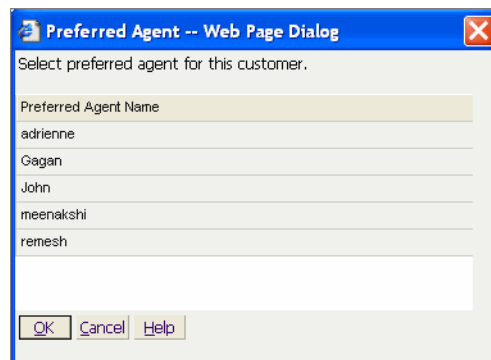 Preferred Agent -- Web Page Dialog
Select preferred agent for this customer.
Preferred Agent Name
adrienne
Gagan
John
meenakshi
remesh
OK Cancel Help